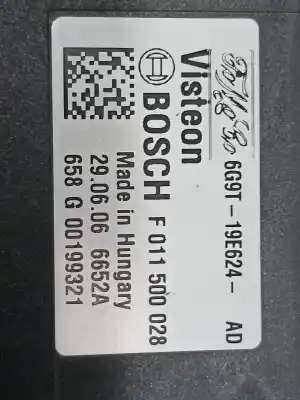 6G9T-19E624- AD
Visteon
BOSCH F 011 500 028
Made in Hungary
29.06.06 6652A
658 G 00199321